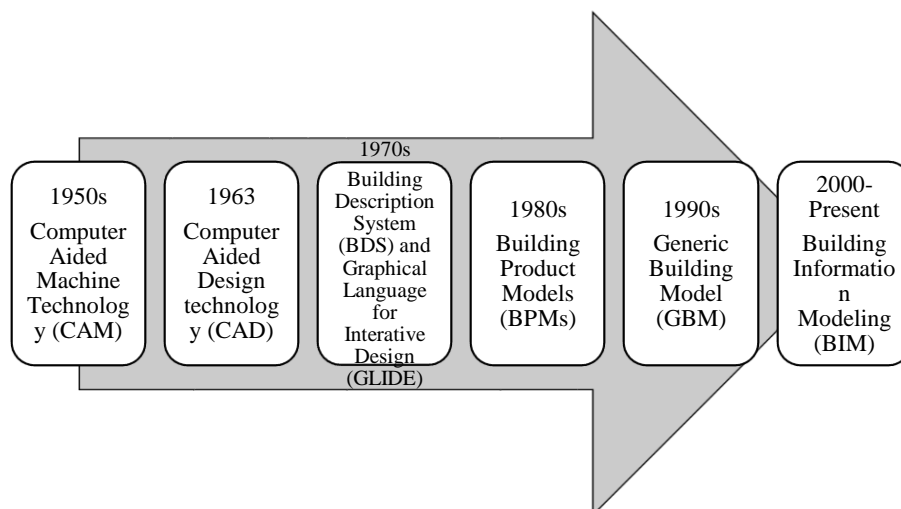 1950s
Computer
Aided
Machine
Technolog
y (CAM)
1963
Computer
Aided
Design
technolog
y (CAD)
1970s
Building
Description
System
(BDS) and
Graphical
Language
for
Interative
Design
(GLIDE)
1980s
Building
Product
Models
(BPMs)
1990s
Generic
Building
Model
(GBM)
2000-
Present
Building
Informatio
n
Modeling
(BIM)